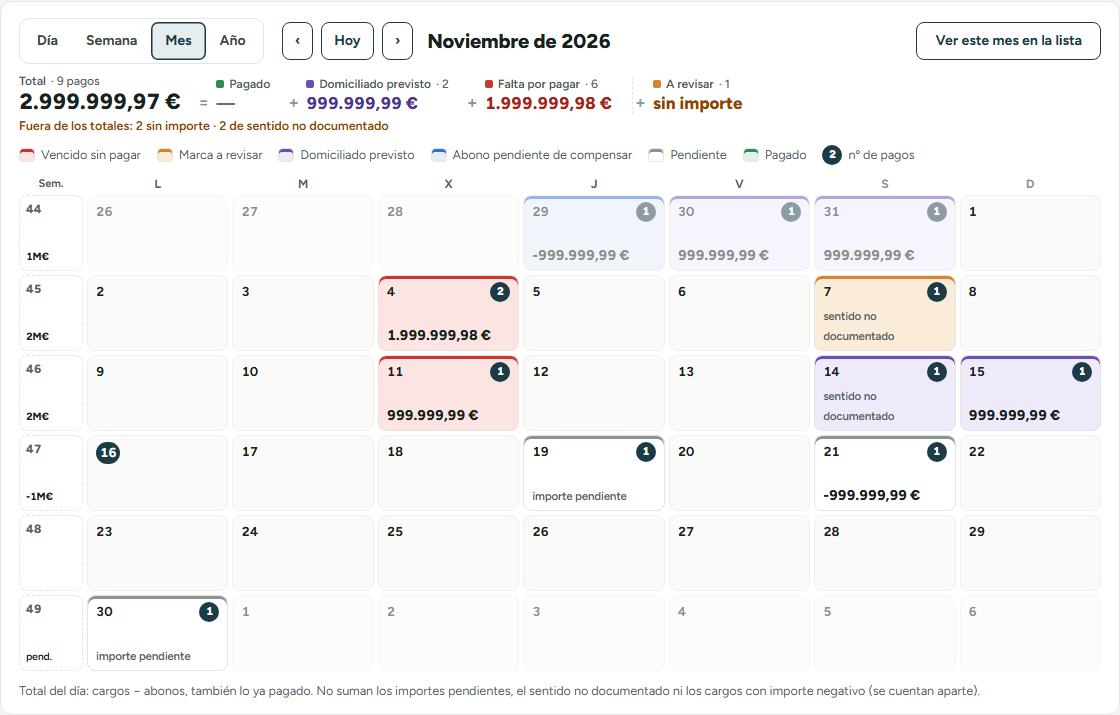 Día Semana Mes Año ‹ Hoy › Noviembre de 2026 Ver este mes en la lista
Total · 9 pagos Pagado Domiciliado previsto · 2 Falta por pagar · 6 A revisar · 1
2.999.999,97 € = — + 999.999,99 € + 1.999.999,98 € + sin importe
Fuera de los totales: 2 sin importe · 2 de sentido no documentado
Vencido sin pagar Marca a revisar Domiciliado previsto Abono pendiente de compensar Pendiente Pagado 2 nº de pagos
Sem. L M X J V S D
44 26 27 28 29 1 30 1 31 1 1
1M€ -999.999,99 € 999.999,99 € 999.999,99 €
45 2 3 4 2 5 6 7 1 8
sentido no
2M€ 1.999.999,98 € documentado
46 9 10 11 1 12 13 14 1 15 1
sentido no
2M€ 999.999,99 € documentado 999.999,99 €
47 16 17 18 19 1 20 21 1 22
-1M€ importe pendiente -999.999,99 €
48 23 24 25 26 27 28 29
49 30 1 1 2 3 4 5 6
pend. importe pendiente
Total del día: cargos − abonos, también lo ya pagado. No suman los importes pendientes, el sentido no documentado ni los cargos con importe negativo (se cuentan aparte).